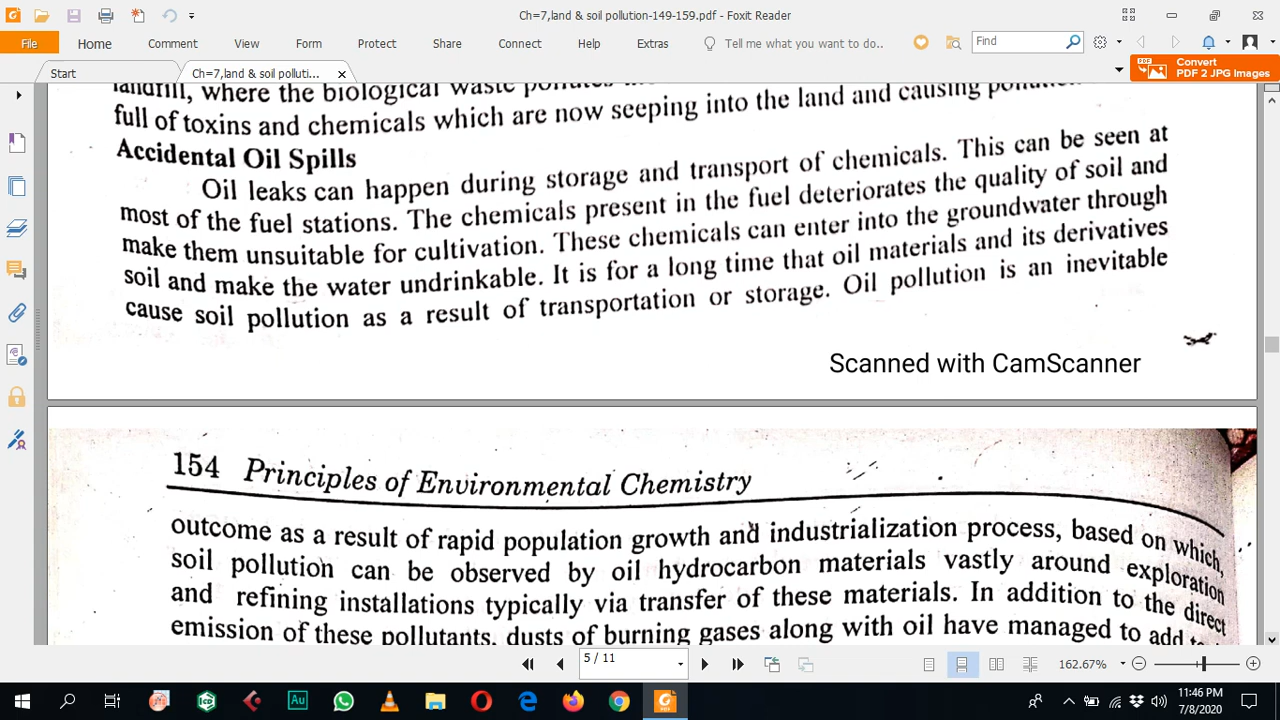 Ch=7,land & soil pollution-149-159.pdf - Foxit Reader
File Home Comment View Form Protect Share Connect Help Extras Tell me what you want to do.. Find
Convert
PDF 2 JPG Images
Start Ch=7,land & soil polluti...
landfill, where the biological waste
full of toxins and chemicals which are now seeping into the land and causing
Accidental Oil Spills
Oil leaks can happen during storage and transport of chemicals. This can be seen at
most of the fuel stations. The chemicals present in the fuel deteriorates the quality of soil and
make them unsuitable for cultivation. These chemicals can enter into the groundwater through
soil and make the water undrinkable. It is for a long time that oil materials and its derivatives
cause soil pollution as a result of transportation or storage. Oil pollution is an inevitable
Scanned with CamScanner
154 Principles of Environmental Chemistry
outcome as a result of rapid population growth and industrialization process, based on which,
soil pollution can be observed by oil hydrocarbon materials vastly around exploration
and refining installations typically via transfer of these materials. In addition to the direct
emission of these pollutants, dusts of burning gases along with oil have managed to add
5 / 11
162.67%
Au
11:46 PM
7/8/2020